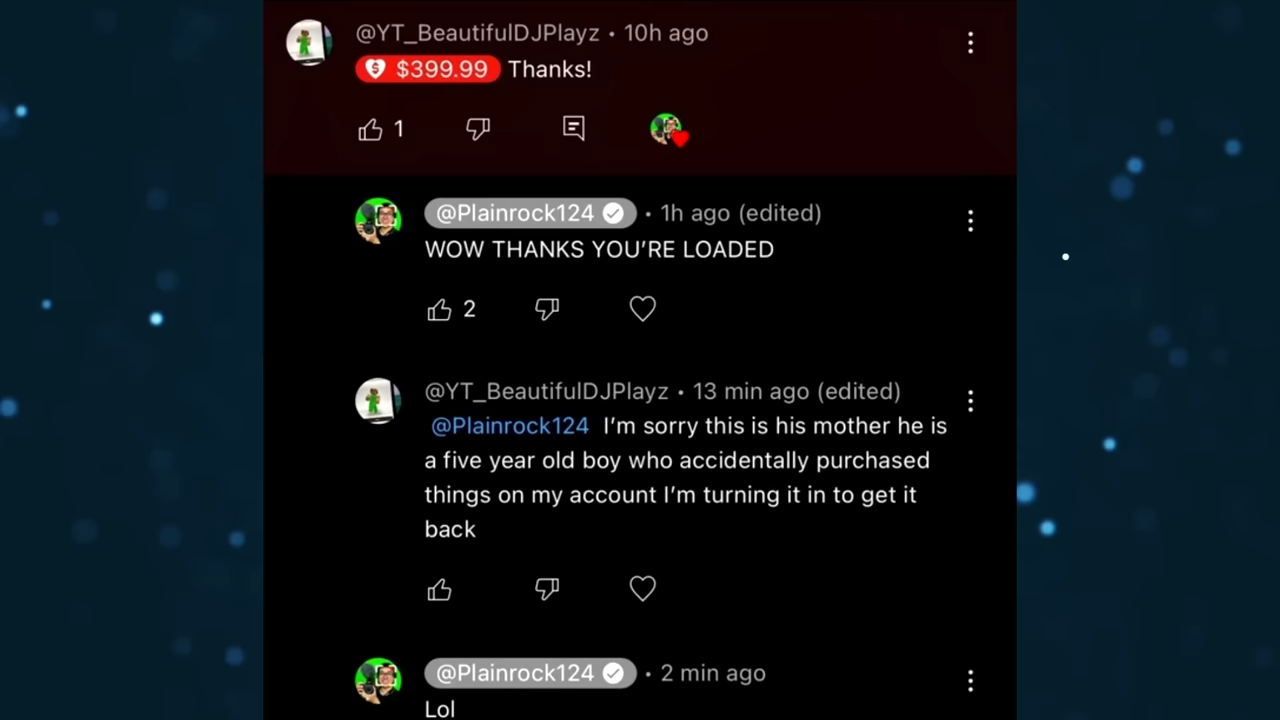 @YT_BeautifulDJPlayz • 10h ago
$399.99 Thanks!
1
@Plainrock124 • 1h ago (edited)
WOW THANKS YOU’RE LOADED
2
@YT_BeautifulDJPlayz • 13 min ago (edited)
@Plainrock124 I’m sorry this is his mother he is
a five year old boy who accidentally purchased
things on my account I’m turning it in to get it
back
@Plainrock124 • 2 min ago
Lol